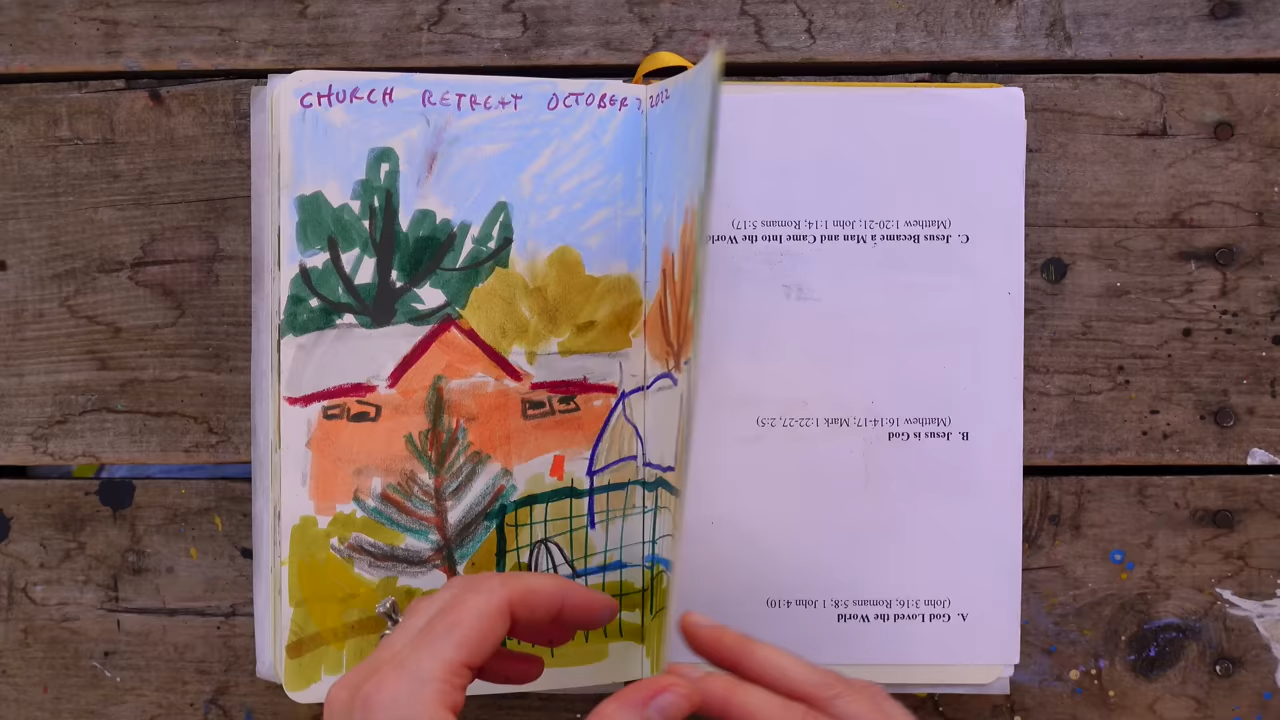 CHURCH RETREAT OCTOBER 7, 2022
A. God Loved the World
(John 3:16; Romans 5:8; 1 John 4:10)
B. Jesus is God
(Matthew 16:14-17; Mark 1:22-27, 2:5)
C. Jesus Became a Man and Came Into the World
(Matthew 1:20-21; John 1:14; Romans 5:17)